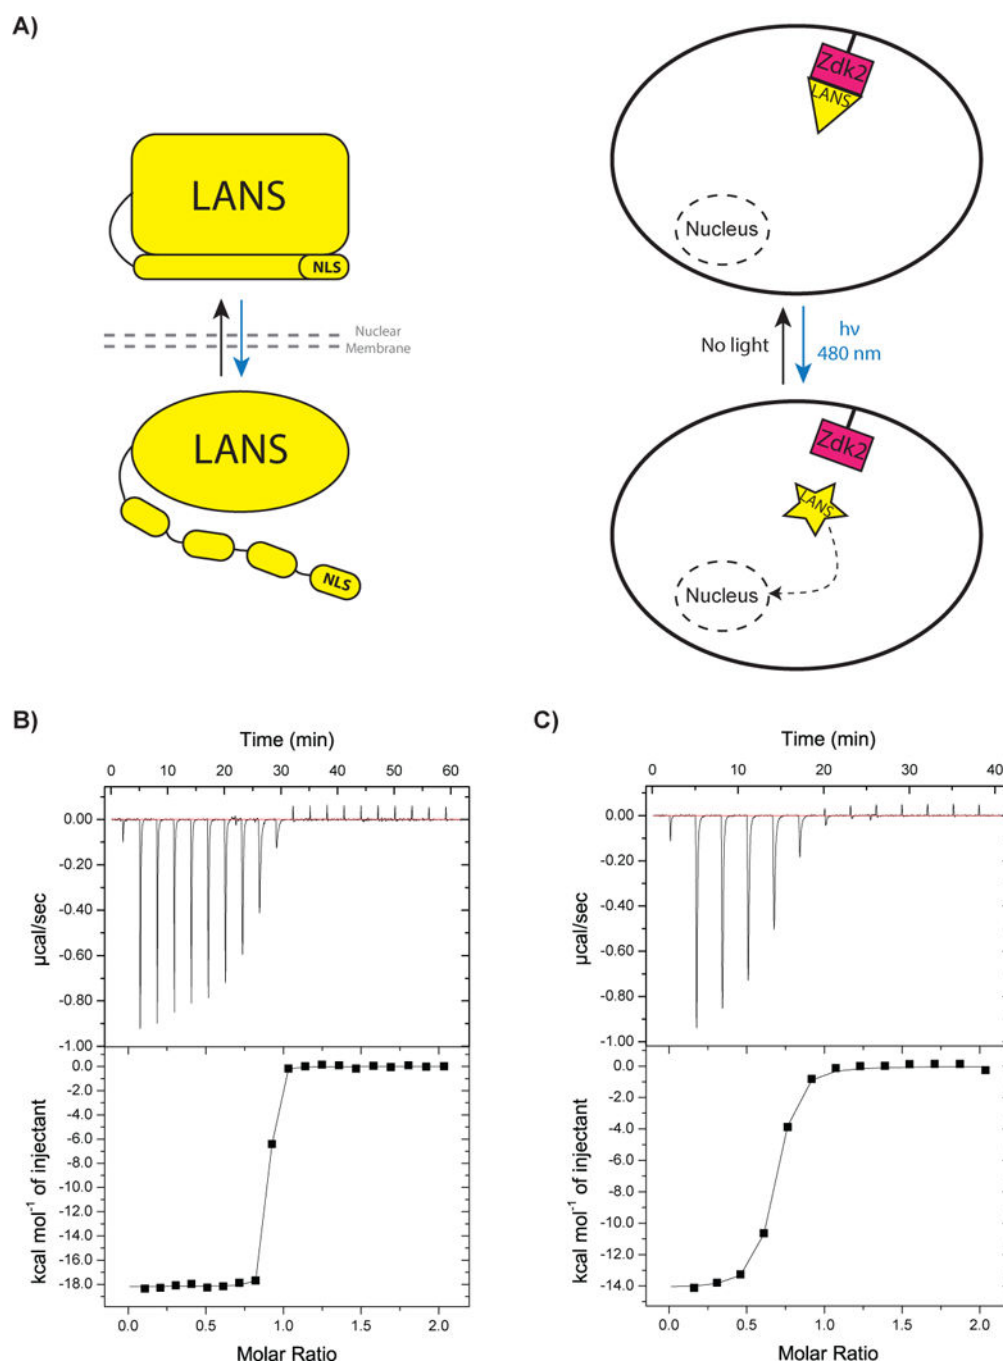 A)
LANS
NLS
Nuclear
Membrane
LANS
NLS
Zdk2
LANS
Nucleus
No light
hν
480 nm
Zdk2
LANS
Nucleus
B)
Time (min)
0 10 20 30 40 50 60
0.00
-0.20
-0.40
-0.60
-0.80
-1.00
µcal/sec
0.0
-2.0
-4.0
-6.0
-8.0
-10.0
-12.0
-14.0
-16.0
-18.0
kcal mol⁻¹ of injectant
0.0 0.5 1.0 1.5 2.0
Molar Ratio
C)
Time (min)
0 10 20 30 40
0.00
-0.20
-0.40
-0.60
-0.80
-1.00
µcal/sec
0.0
-2.0
-4.0
-6.0
-8.0
-10.0
-12.0
-14.0
kcal mol⁻¹ of injectant
0.0 0.5 1.0 1.5 2.0
Molar Ratio